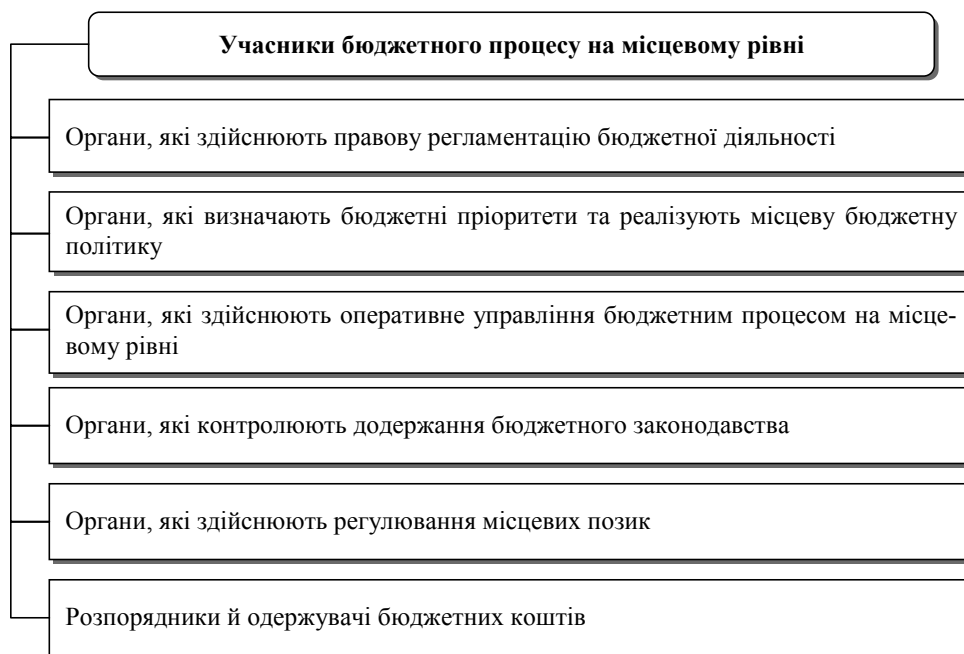 Учасники бюджетного процесу на місцевому рівні
Органи, які здійснюють правову регламентацію бюджетної діяльності
Органи, які визначають бюджетні пріоритети та реалізують місцеву бюджетну
політику
Органи, які здійснюють оперативне управління бюджетним процесом на місце-
вому рівні
Органи, які контролюють додержання бюджетного законодавства
Органи, які здійснюють регулювання місцевих позик
Розпорядники й одержувачі бюджетних коштів